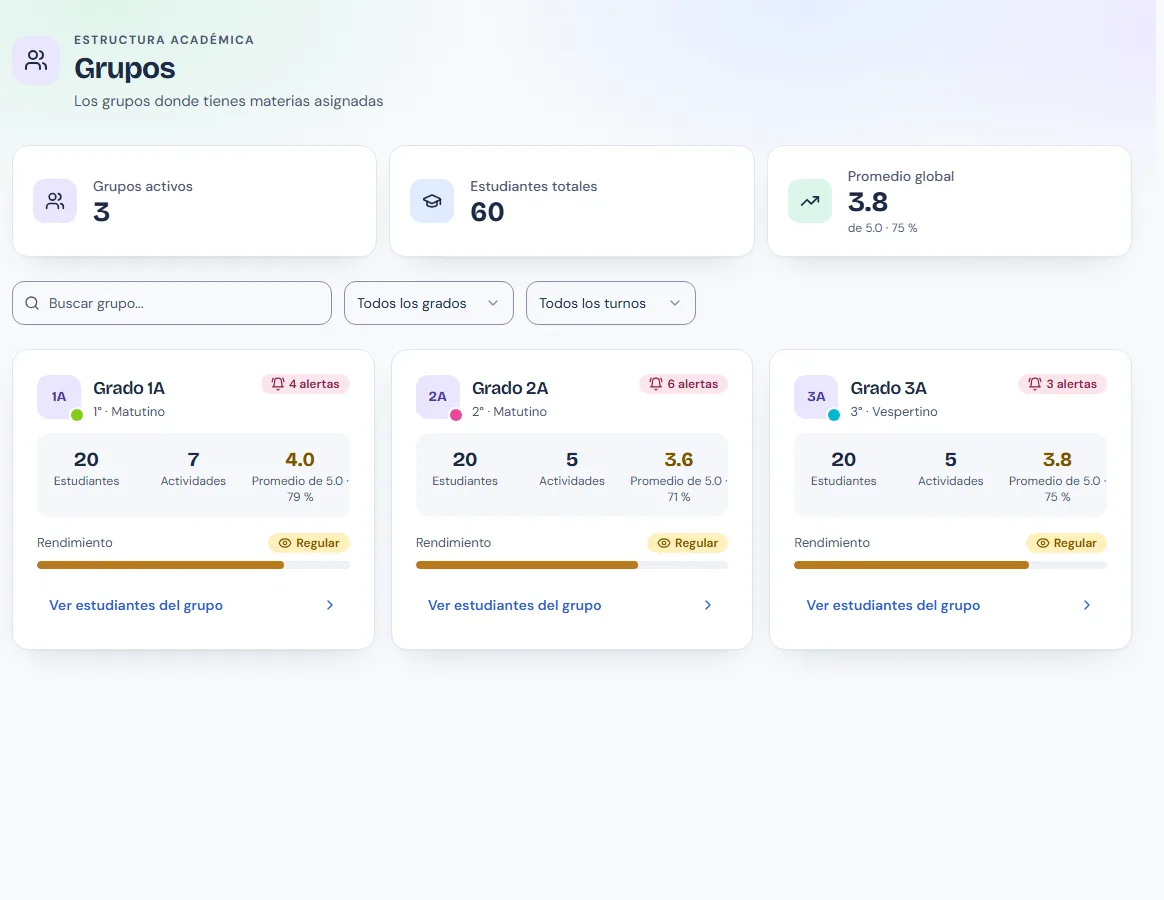 ESTRUCTURA ACADÉMICA
Grupos
Los grupos donde tienes materias asignadas
Grupos activos
3
Estudiantes totales
60
Promedio global
3.8
de 5.0 · 75 %
Buscar grupo...
Todos los grados
Todos los turnos
1A
Grado 1A
1° · Matutino
4 alertas
20
Estudiantes
7
Actividades
4.0
Promedio de 5.0 ·
79 %
Rendimiento
Regular
Ver estudiantes del grupo
2A
Grado 2A
2° · Matutino
6 alertas
20
Estudiantes
5
Actividades
3.6
Promedio de 5.0 ·
71 %
Rendimiento
Regular
Ver estudiantes del grupo
3A
Grado 3A
3° · Vespertino
3 alertas
20
Estudiantes
5
Actividades
3.8
Promedio de 5.0 ·
75 %
Rendimiento
Regular
Ver estudiantes del grupo